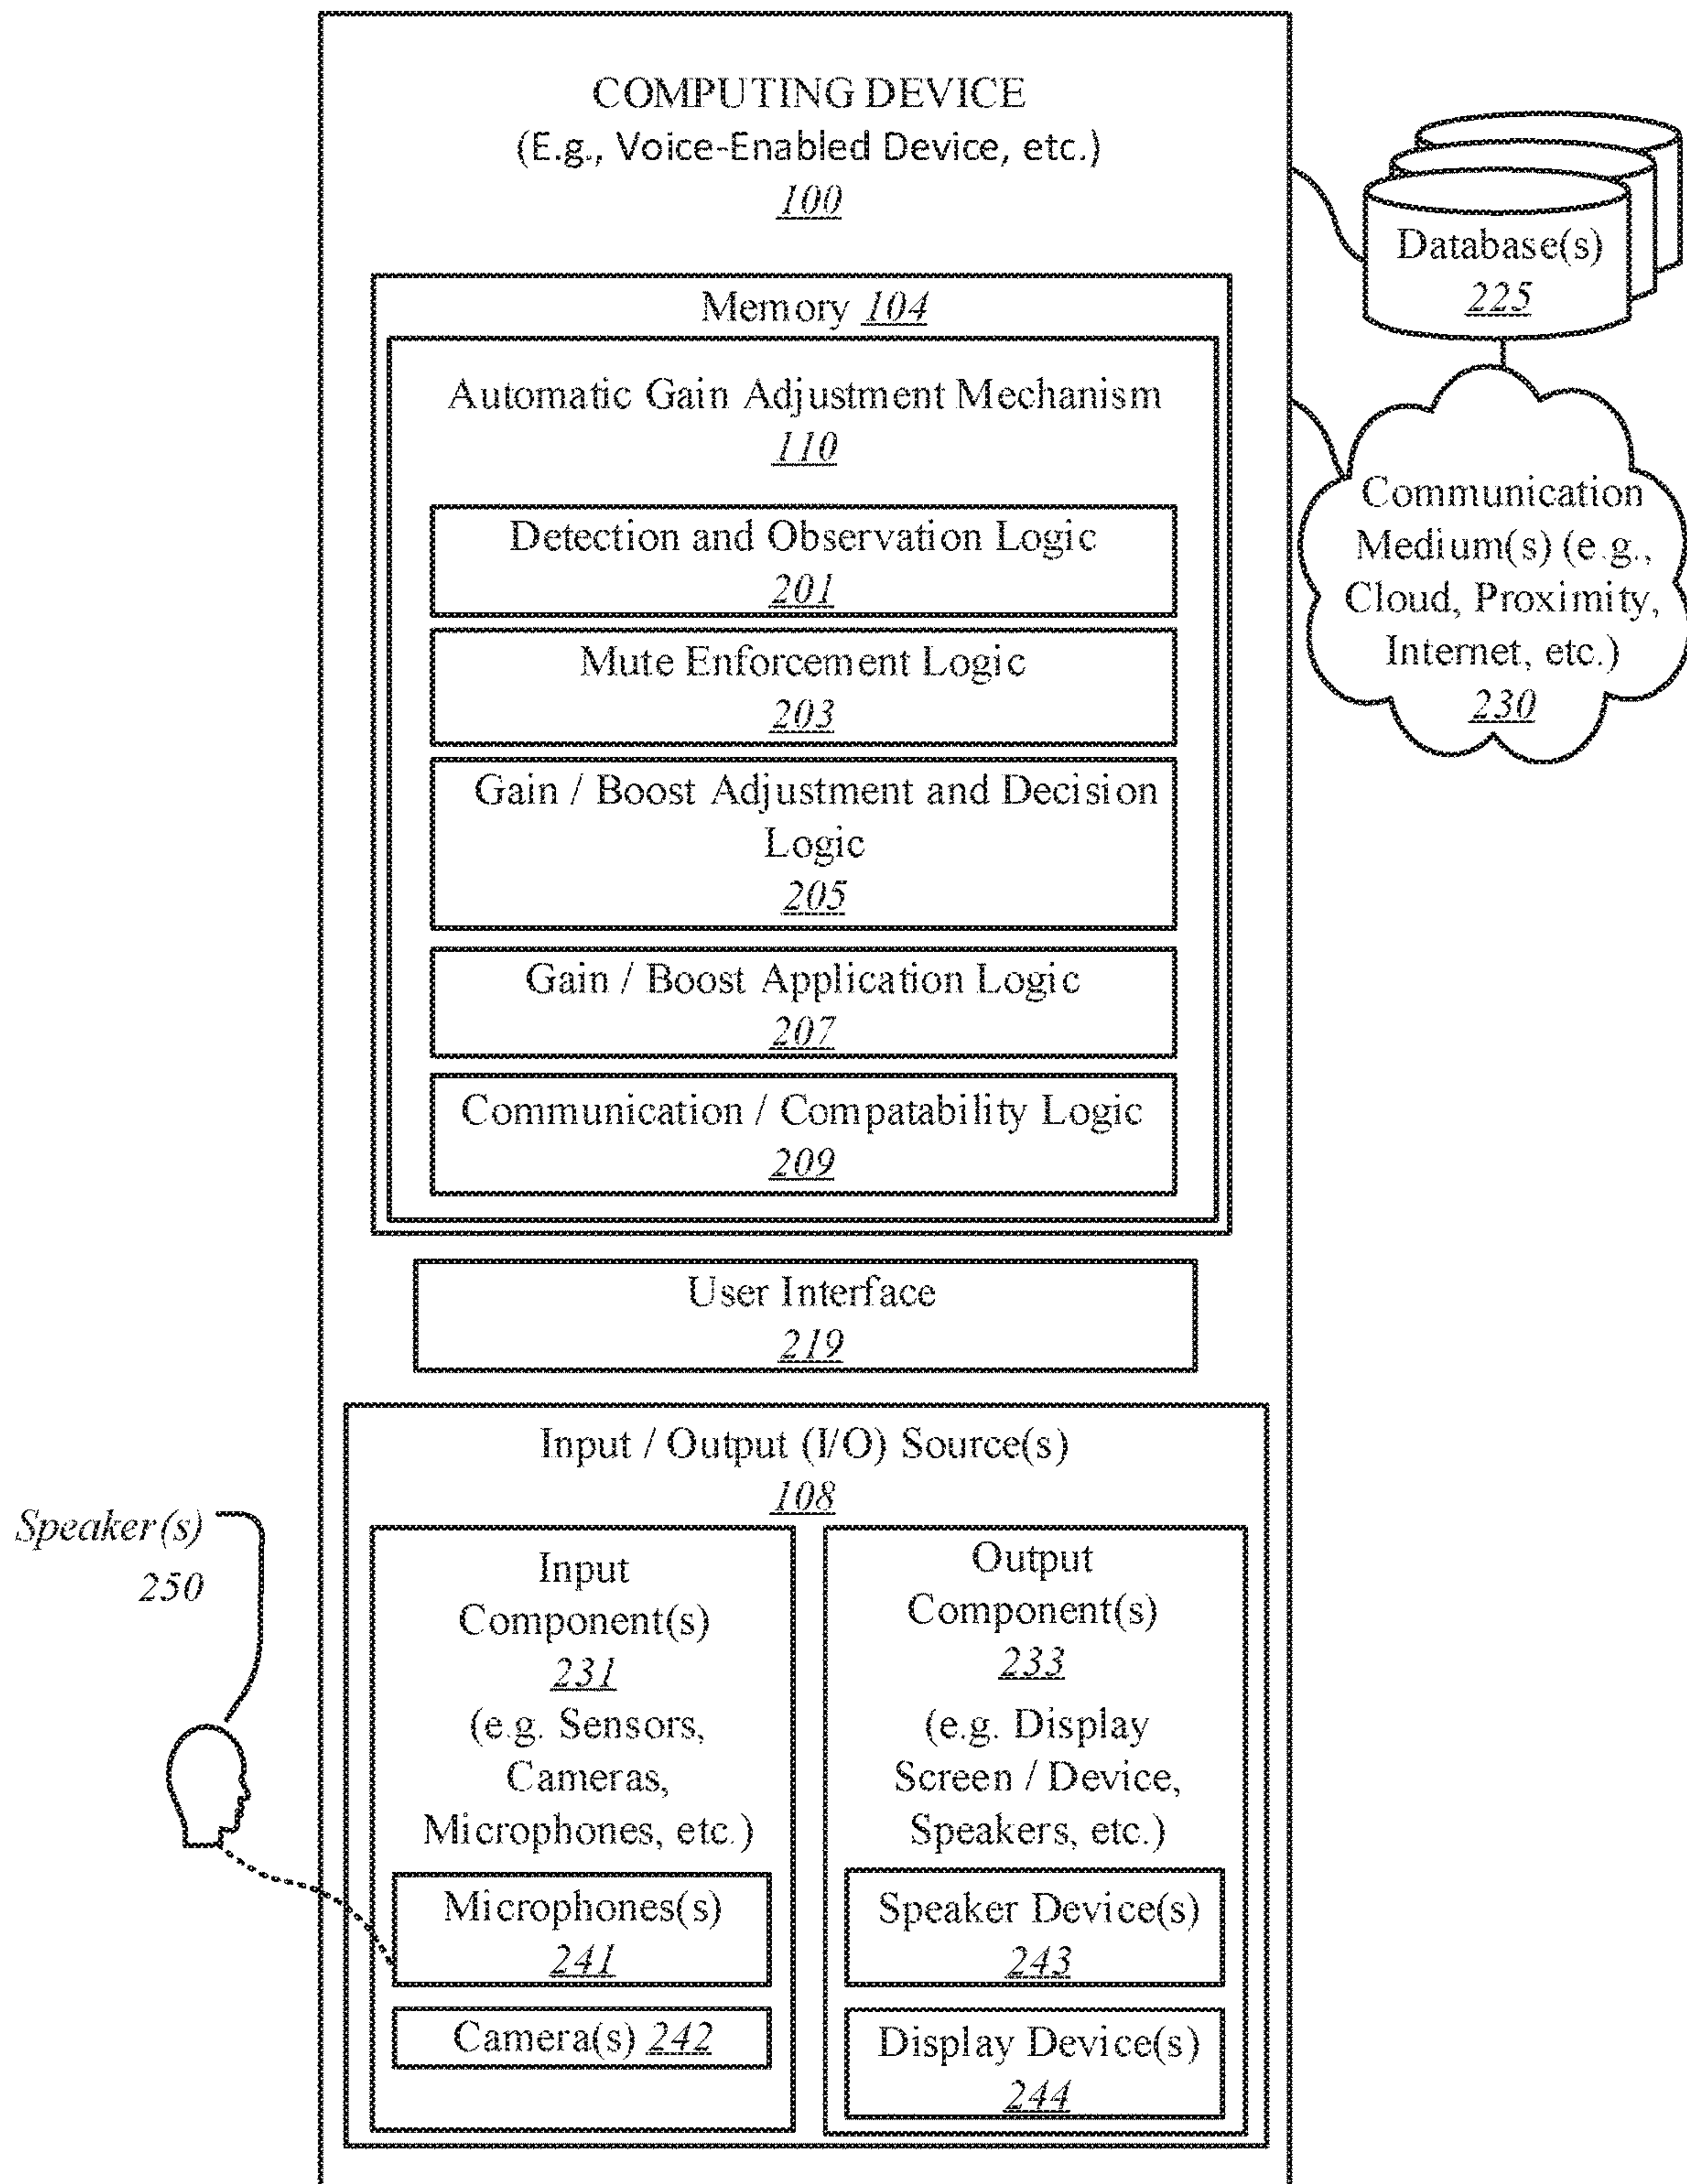 COMPUTING DEVICE
(E.g., Voice-Enabled Device, etc.)
100
Memory 104
Automatic Gain Adjustment Mechanism
110
Detection and Observation Logic
201
Mute Enforcement Logic
203
Gain / Boost Adjustment and Decision
Logic
205
Gain / Boost Application Logic
207
Communication / Compatability Logic
209
User Interface
219
Input / Output (I/O) Source(s)
108
Input
Component(s)
231
(e.g. Sensors,
Cameras,
Microphones, etc.)
Microphones(s)
241
Camera(s) 242
Output
Component(s)
233
(e.g. Display
Screen / Device,
Speakers, etc.)
Speaker Device(s)
243
Display Device(s)
244
Speaker(s)
250
Database(s)
225
Communication
Medium(s) (e.g.,
Cloud, Proximity,
Internet, etc.)
230